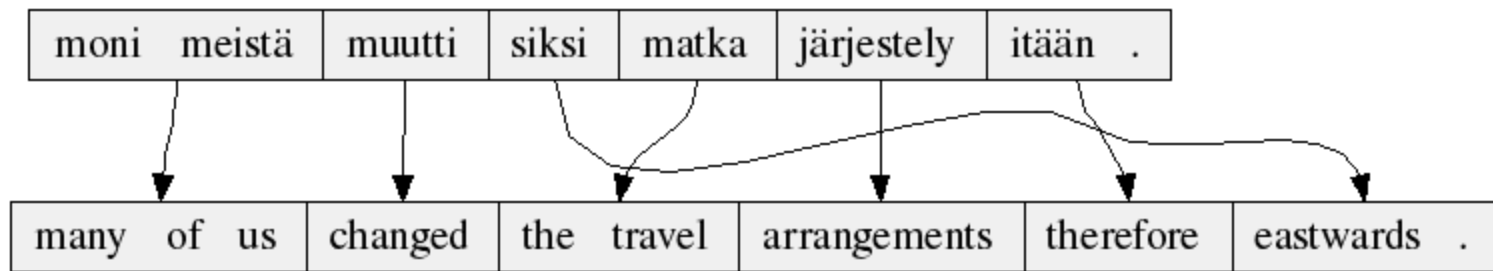 moni meistä muutti siksi matka järjestely itään .
many of us changed the travel arrangements therefore eastwards .